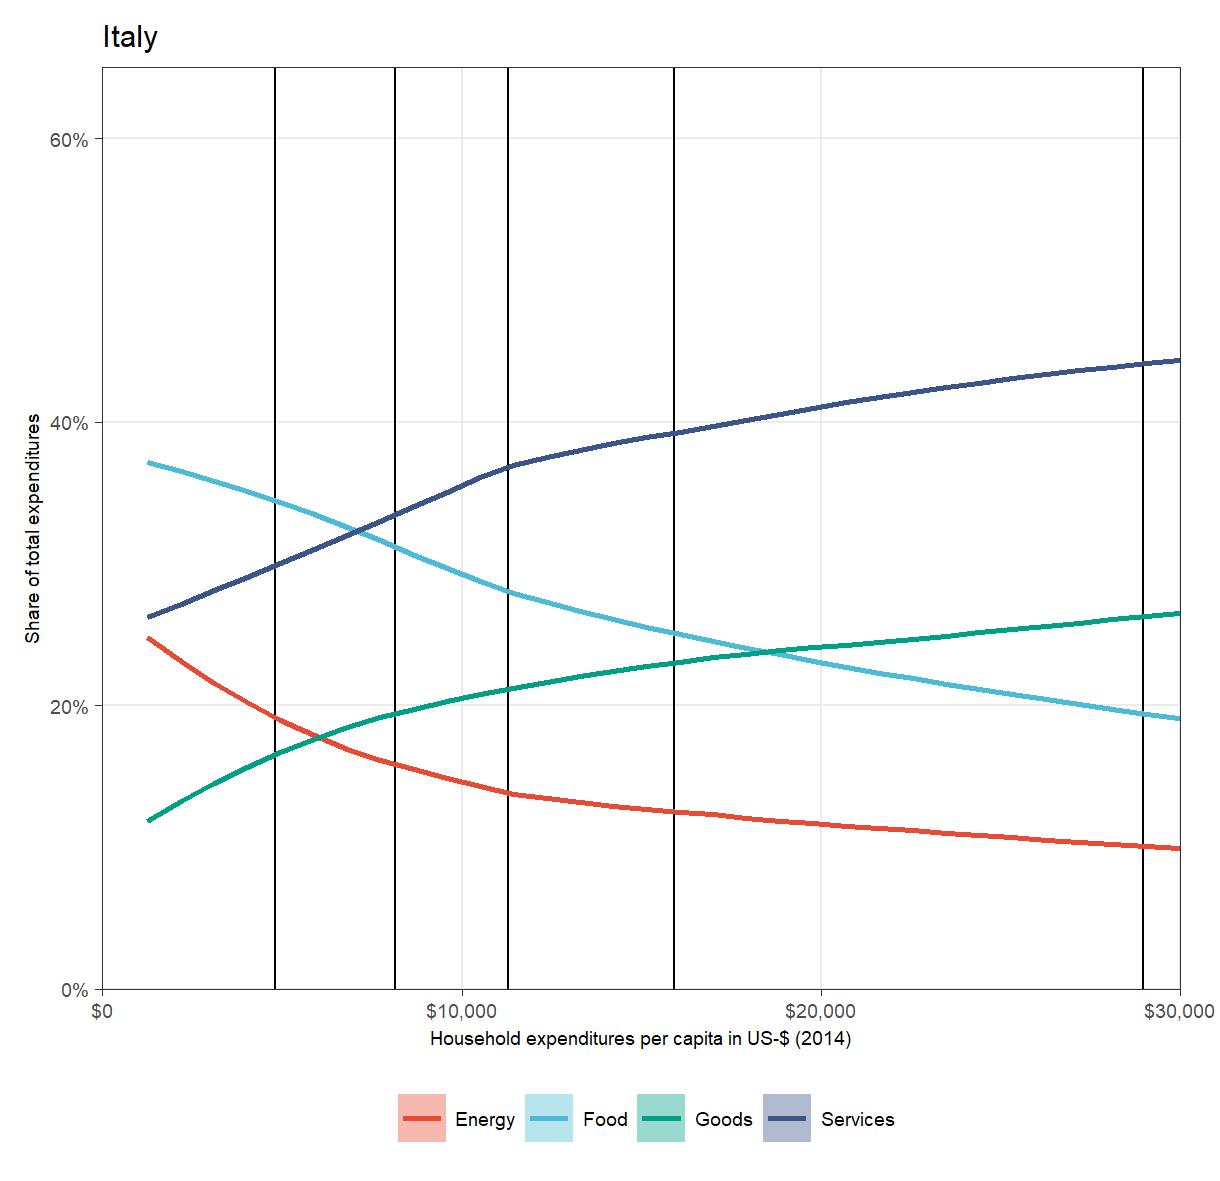 Italy
60%
40%
20%
0%
Share of total expenditures
$0 $10,000 $20,000 $30,000
Household expenditures per capita in US-$ (2014)
Energy Food Goods Services